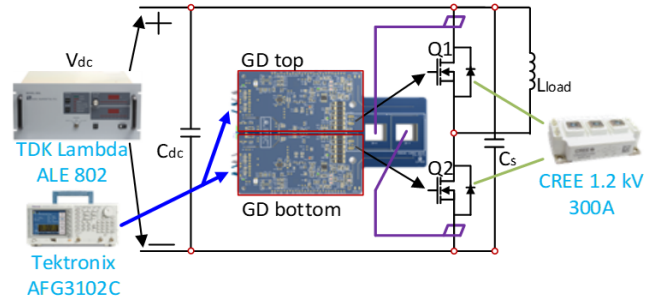 Vdc
TDK Lambda
ALE 802
Tektronix
AFG3102C
Cdc
GD top
GD bottom
Q1
Q2
Lload
Cs
CREE 1.2 kV
300A